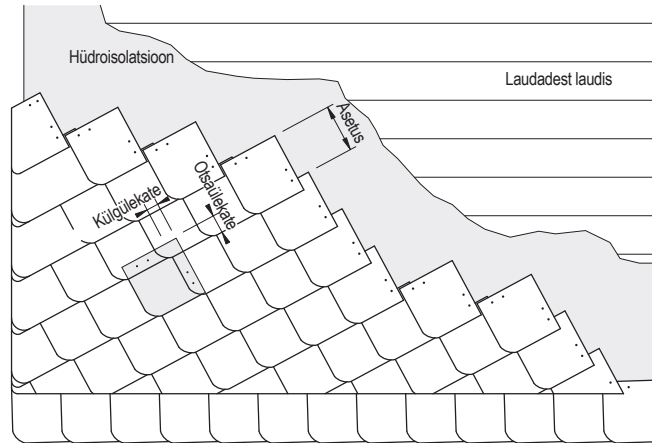 Hüdroisolatsioon
Laudadest laudis
Asetus
Külgülekate
Otsaülekate